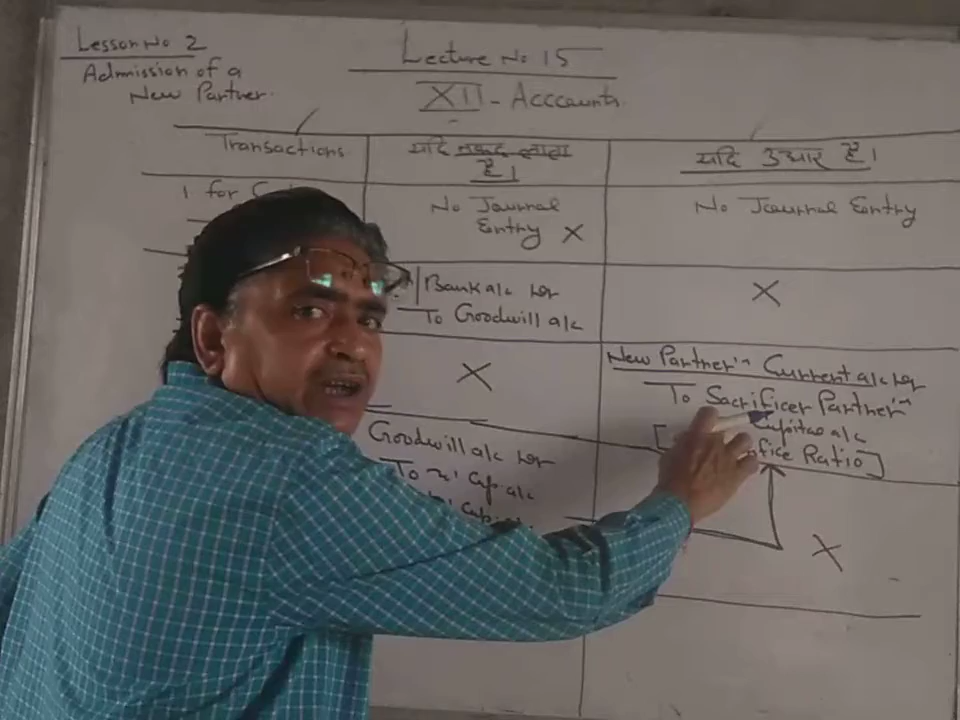 Lesson No 2
Admission of a
New Partner.
Lecture No 15
XII - Acccaunts.
Transactions
यदि नकद लाता
है।
यदि उधार है।
1 for
No Journal
Entry X
No Journal Entry
Bank a/c Dr
To Goodwill a/c
X
X
New Partner's Current a/c Dr
To Sacrificer Partner's
Capital a/c
Ratio]
Goodwill a/c Dr
To x' Cap. a/c
X